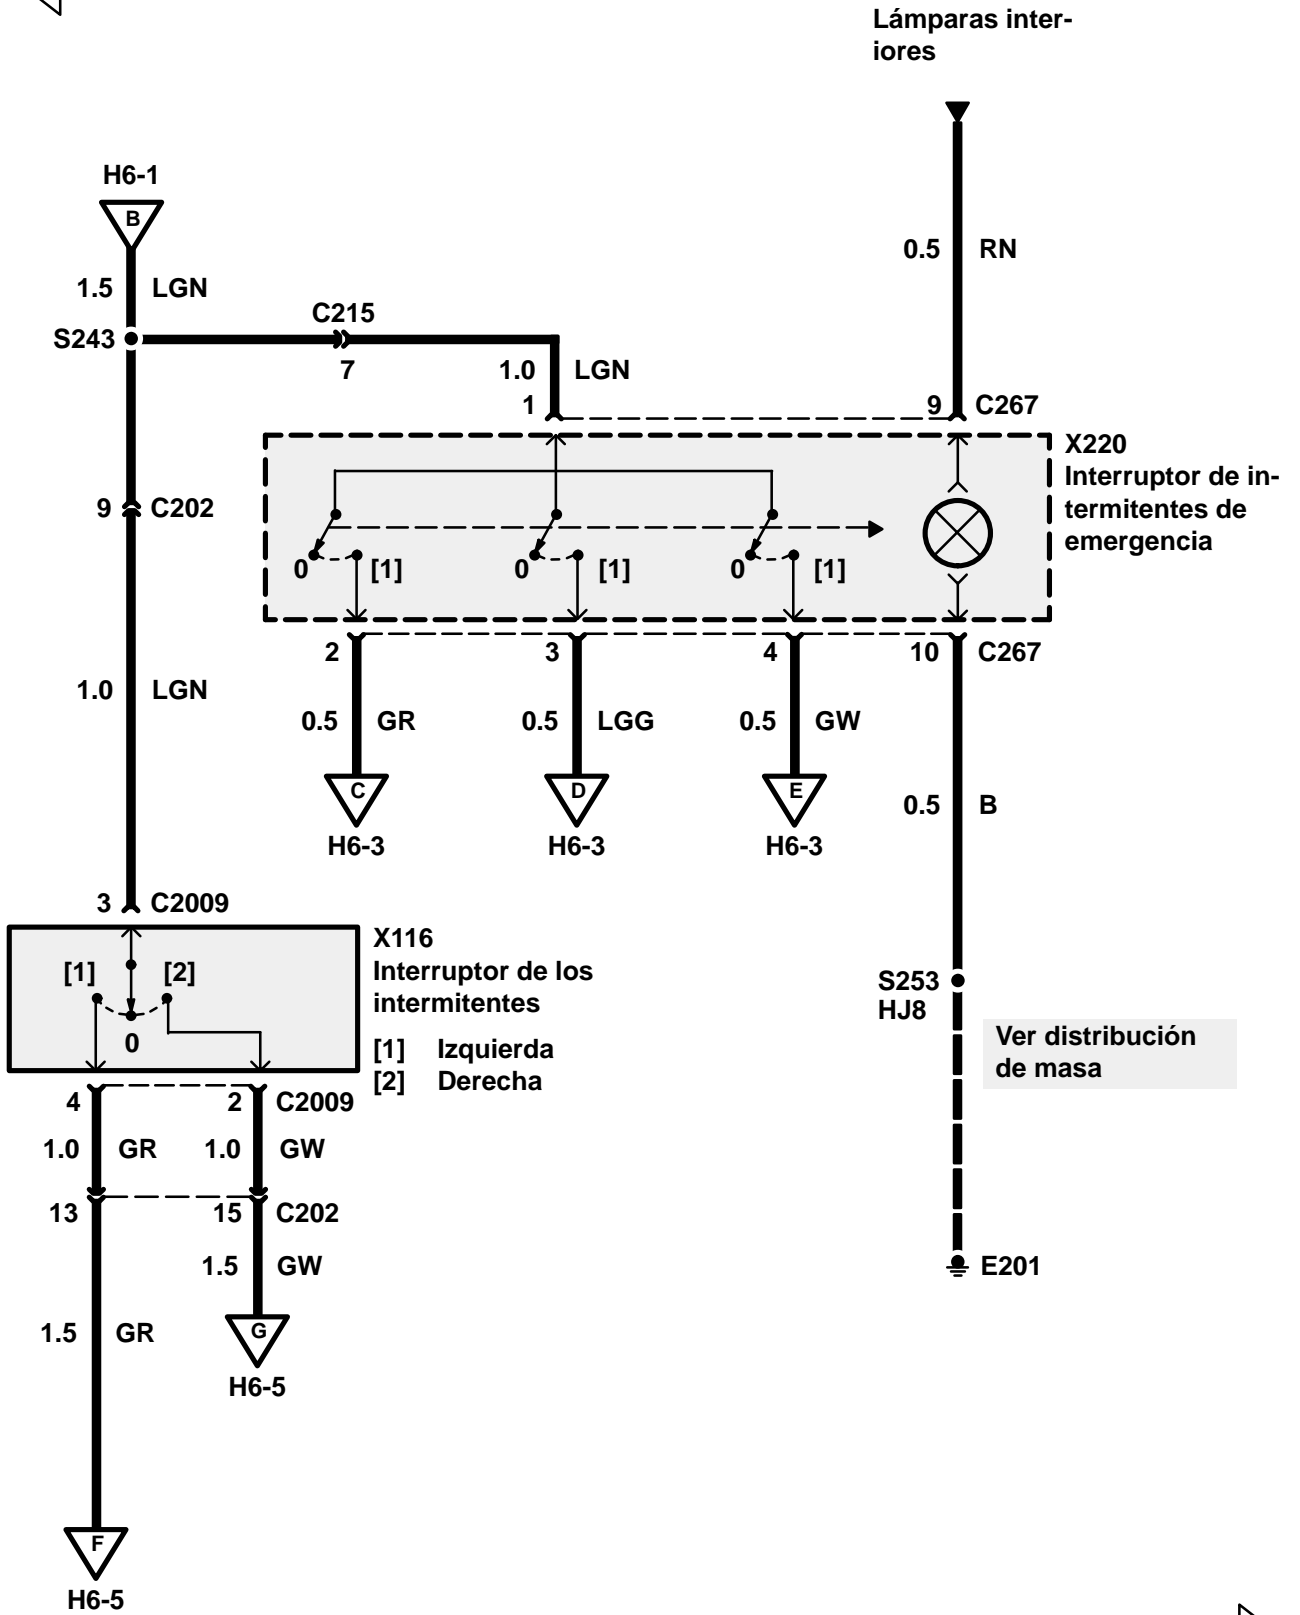 Lámparas inter-
iores
H6-1
B
0.5 RN
1.5 LGN
C215
S243
7
1.0 LGN
1
9 C267
X220
Interruptor de in-
termitentes de
emergencia
9 C202
0 [1]
0 [1]
0 [1]
2
3
4
10 C267
1.0 LGN
0.5 GR
0.5 LGG
0.5 GW
C
D
E
0.5 B
H6-3
H6-3
H6-3
3 C2009
X116
Interruptor de los
intermitentes
[1] Izquierda
[2] Derecha
[1] [2]
0
S253
HJ8
Ver distribución
de masa
4
2 C2009
1.0 GR
1.0 GW
13
15 C202
1.5 GW
E201
G
1.5 GR
H6-5
F
H6-5